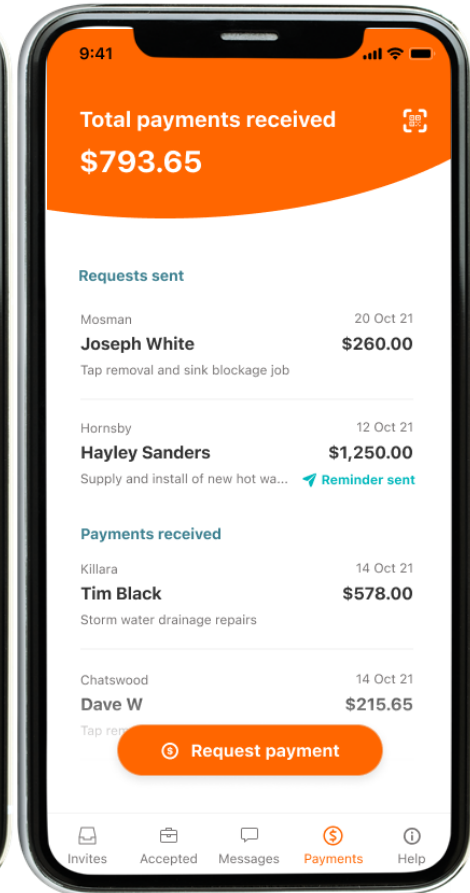 9:41
Total payments received
$793.65
Requests sent
Mosman 20 Oct 21
Joseph White $260.00
Tap removal and sink blockage job
Hornsby 12 Oct 21
Hayley Sanders $1,250.00
Supply and install of new hot wa... Reminder sent
Payments received
Killara 14 Oct 21
Tim Black $578.00
Storm water drainage repairs
Chatswood 14 Oct 21
Dave W $215.65
Tap
Request payment
Invites Accepted Messages Payments Help